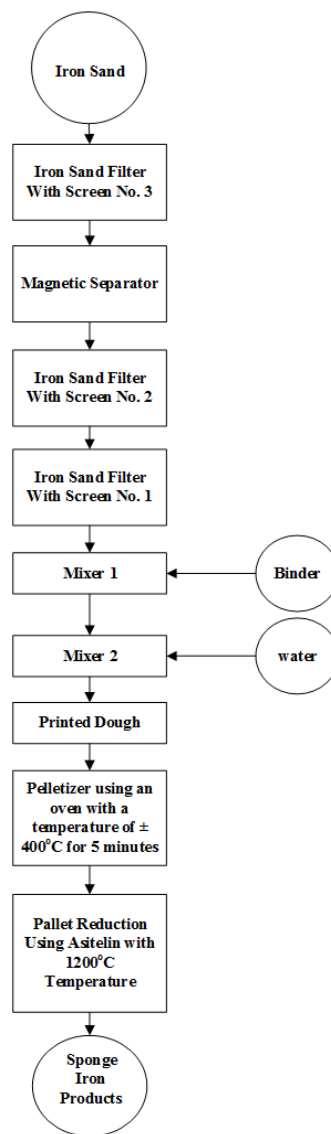 Iron Sand
Iron Sand Filter
With Screen No. 3
Magnetic Separator
Iron Sand Filter
With Screen No. 2
Iron Sand Filter
With Screen No. 1
Mixer 1
Binder
Mixer 2
water
Printed Dough
Pelletizer using an
oven with a
temperature of ±
400⁰C for 5 minutes
Pallet Reduction
Using Asitelin with
1200⁰C
Temperature
Sponge
Iron
Products